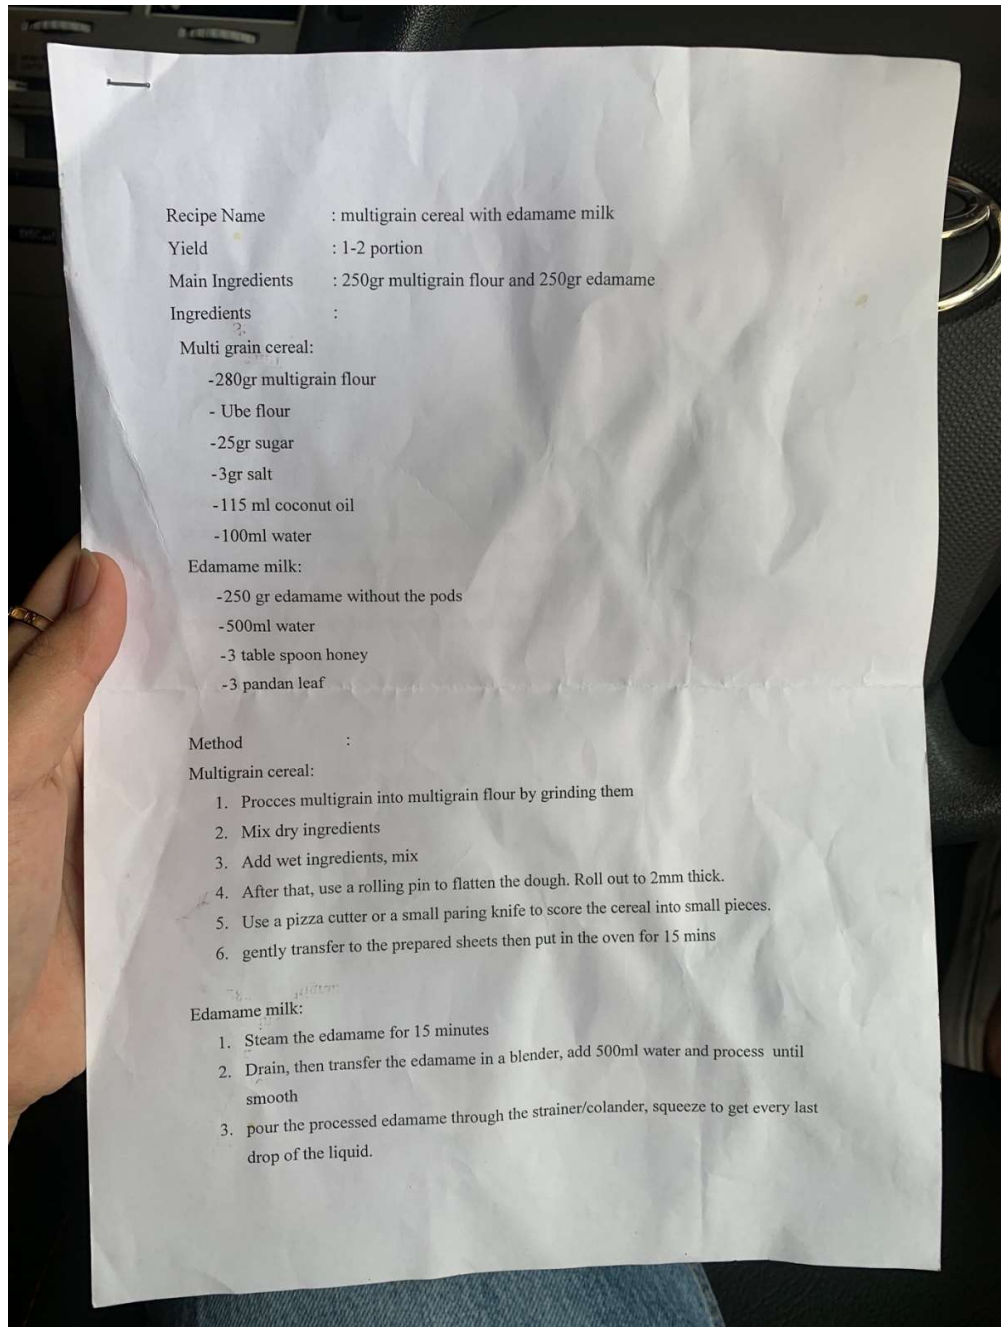 Recipe Name : multigrain cereal with edamame milk
Yield : 1-2 portion
Main Ingredients : 250gr multigrain flour and 250gr edamame
Ingredients :
Multi grain cereal:
-280gr multigrain flour
- Ube flour
-25gr sugar
-3gr salt
-115 ml coconut oil
-100ml water
Edamame milk:
-250 gr edamame without the pods
-500ml water
-3 table spoon honey
-3 pandan leaf
Method :
Multigrain cereal:
1. Procces multigrain into multigrain flour by grinding them
2. Mix dry ingredients
3. Add wet ingredients, mix
4. After that, use a rolling pin to flatten the dough. Roll out to 2mm thick.
5. Use a pizza cutter or a small paring knife to score the cereal into small pieces.
6. gently transfer to the prepared sheets then put in the oven for 15 mins
Edamame milk:
1. Steam the edamame for 15 minutes
2. Drain, then transfer the edamame in a blender, add 500ml water and process until
smooth
3. pour the processed edamame through the strainer/colander, squeeze to get every last
drop of the liquid.